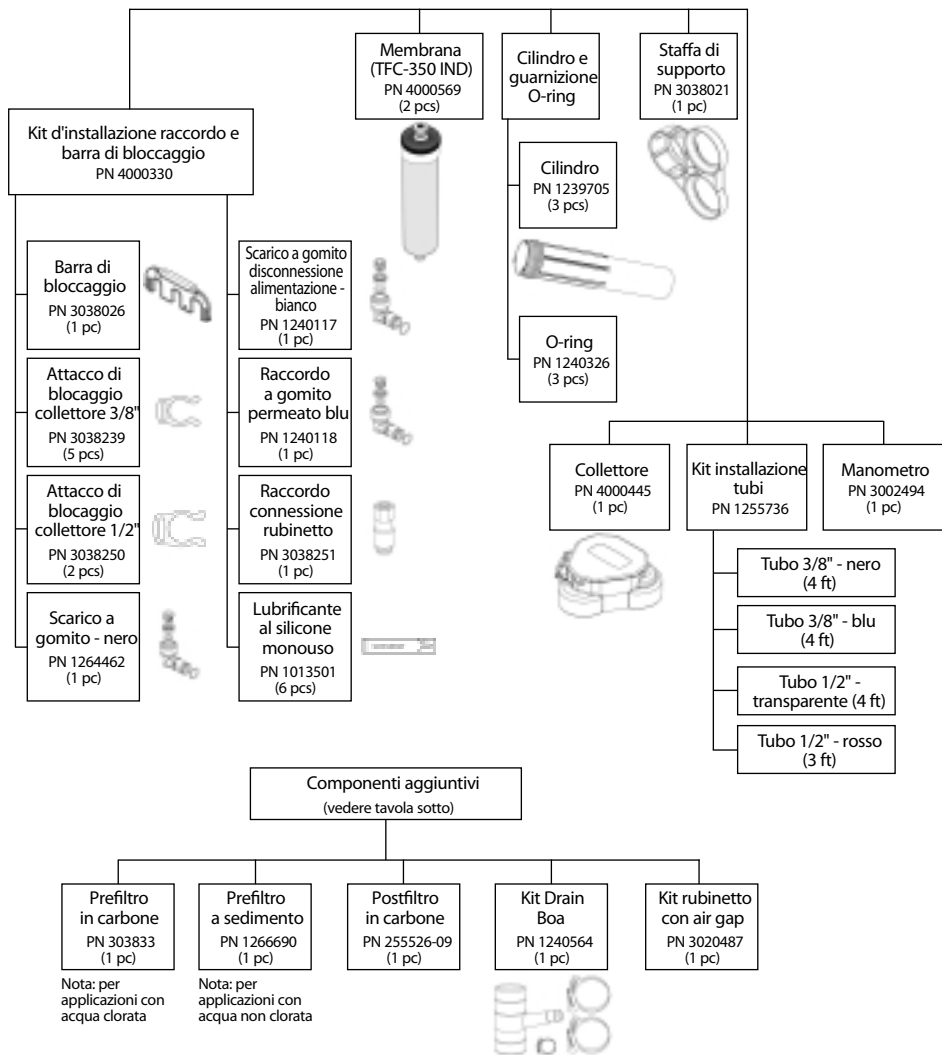 Membrana
(TFC-350 IND)
PN 4000569
(2 pcs)
Cilindro e
guarnizione
O-ring
Staffa di
supporto
PN 3038021
(1 pc)
Kit d'installazione raccordo e
barra di bloccaggio
PN 4000330
Cilindro
PN 1239705
(3 pcs)
O-ring
PN 1240326
(3 pcs)
Barra di
bloccaggio
PN 3038026
(1 pc)
Attacco di
blocaggio
collettore 3/8"
PN 3038239
(5 pcs)
Attacco di
blocaggio
collettore 1/2"
PN 3038250
(2 pcs)
Scarico a
gomito - nero
PN 1264462
(1 pc)
Scarico a gomito
disconnessione
alimentazione -
bianco
PN 1240117
(1 pc)
Raccordo
a gomito
permeato blu
PN 1240118
(1 pc)
Raccordo
connessione
rubinetto
PN 3038251
(1 pc)
Lubrificante
al silicone
monouso
PN 1013501
(6 pcs)
Collettore
PN 4000445
(1 pc)
Kit installazione
tubi
PN 1255736
Manometro
PN 3002494
(1 pc)
Tubo 3/8" - nero
(4 ft)
Tubo 3/8" - blu
(4 ft)
Tubo 1/2" -
transparente (4 ft)
Tubo 1/2" - rosso
(3 ft)
Componenti aggiuntivi
(vedere tavola sotto)
Prefiltro
in carbone
PN 303833
(1 pc)
Nota: per
applicazioni con
acqua clorata
Prefiltro
a sedimento
PN 1266690
(1 pc)
Nota: per
applicazioni con
acqua non clorata
Postfiltro
in carbone
PN 255526-09
(1 pc)
Kit Drain
Boa
PN 1240564
(1 pc)
Kit rubinetto
con air gap
PN 3020487
(1 pc)